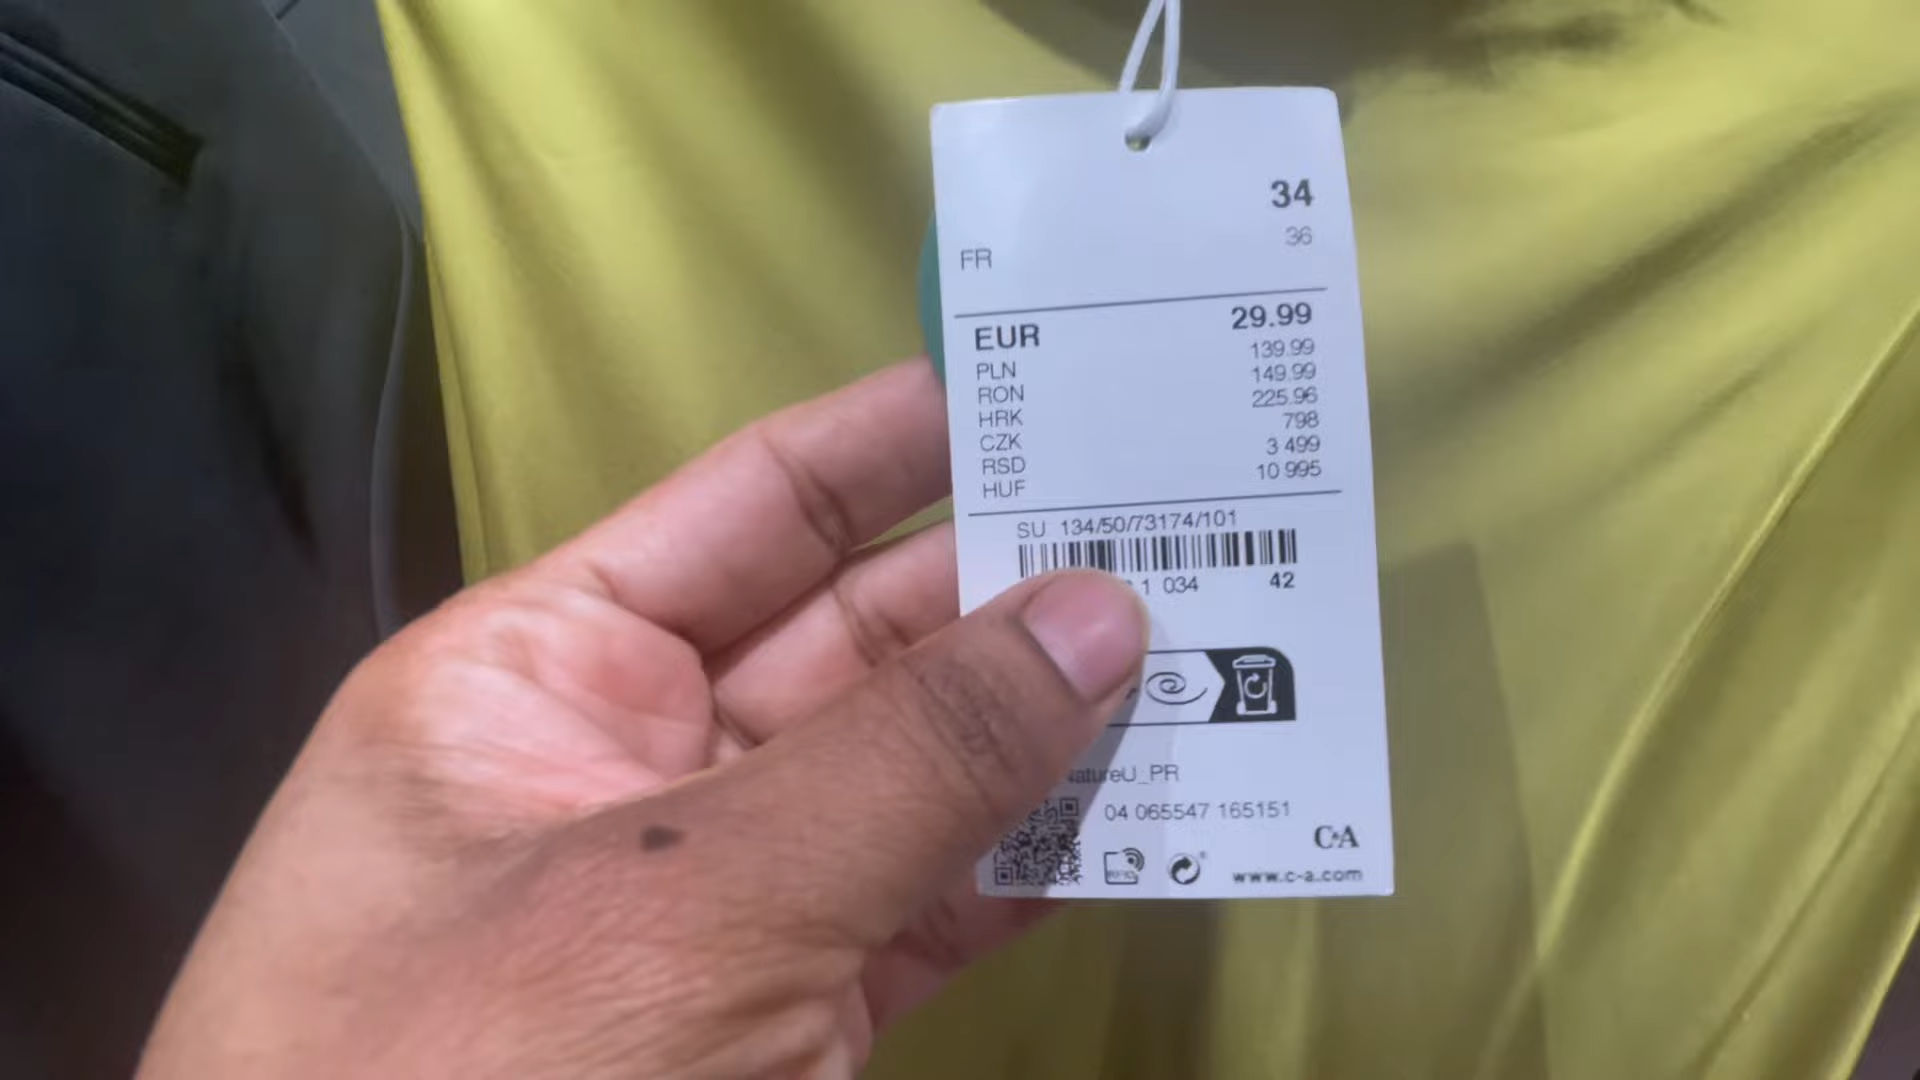 34
36
FR
EUR 29.99
PLN 139.99
RON 149.99
HRK 225.96
CZK 798
RSD 3 499
HUF 10 995
SU 134/50/73174/101
1 034 42
04 065547 165151
C&A
RFID
www.c-a.com